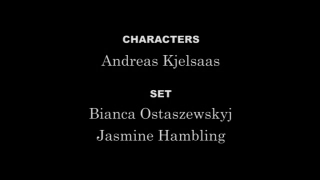 CHARACTERS
Andreas Kjelsaas
SET
Bianca Ostaszewskyj
Jasmine Hambling